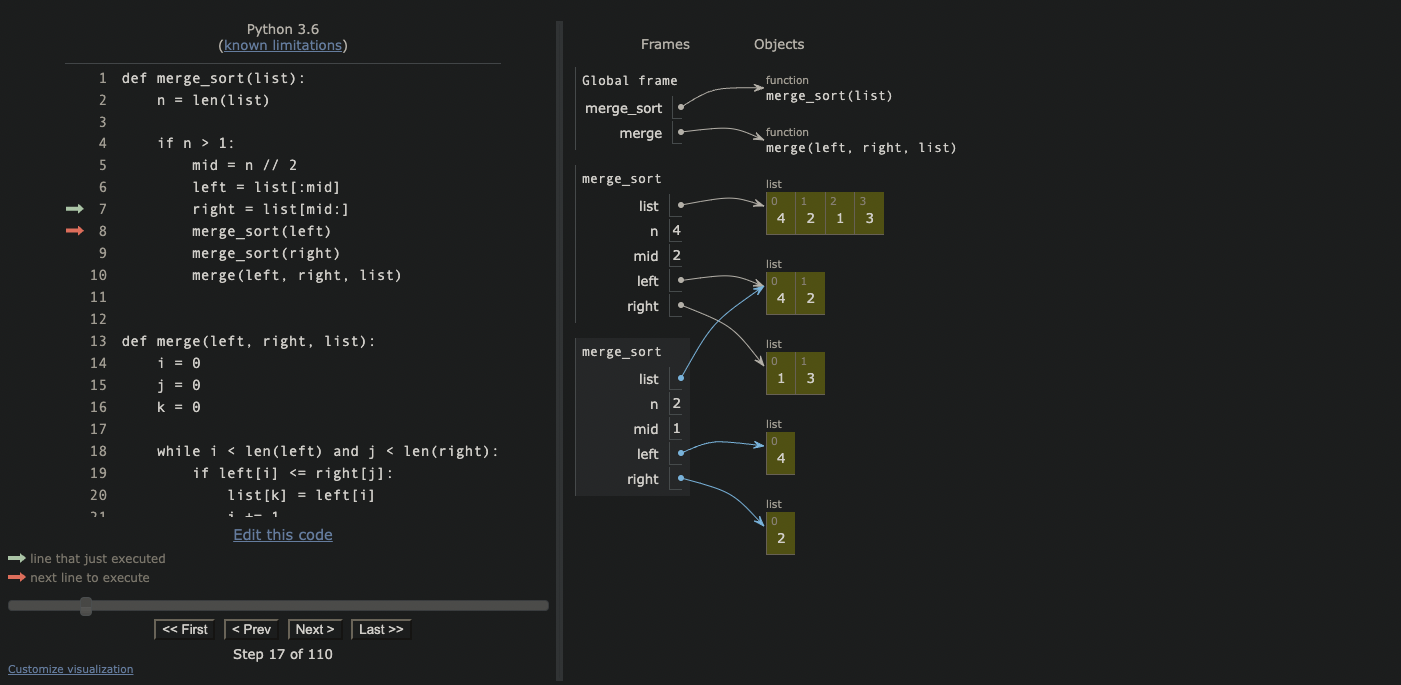 Python 3.6
(known limitations)
1 def merge_sort(list):
2 n = len(list)
3
4 if n > 1:
5 mid = n // 2
6 left = list[:mid]
7 right = list[mid:]
8 merge_sort(left)
9 merge_sort(right)
10 merge(left, right, list)
11
12
13 def merge(left, right, list):
14 i = 0
15 j = 0
16 k = 0
17
18 while i < len(left) and j < len(right):
19 if left[i] <= right[j]:
20 list[k] = left[i]
Edit this code
line that just executed
next line to execute
<< First < Prev Next > Last >>
Step 17 of 110
Customize visualization
Frames Objects
Global frame
merge_sort
merge
function
merge_sort(list)
function
merge(left, right, list)
merge_sort
list
n 4
mid 2
left
right
list
0 1 2 3
4 2 1 3
list
0 1
4 2
list
0 1
1 3
merge_sort
list
n 2
mid 1
left
right
list
0
4
list
0
2